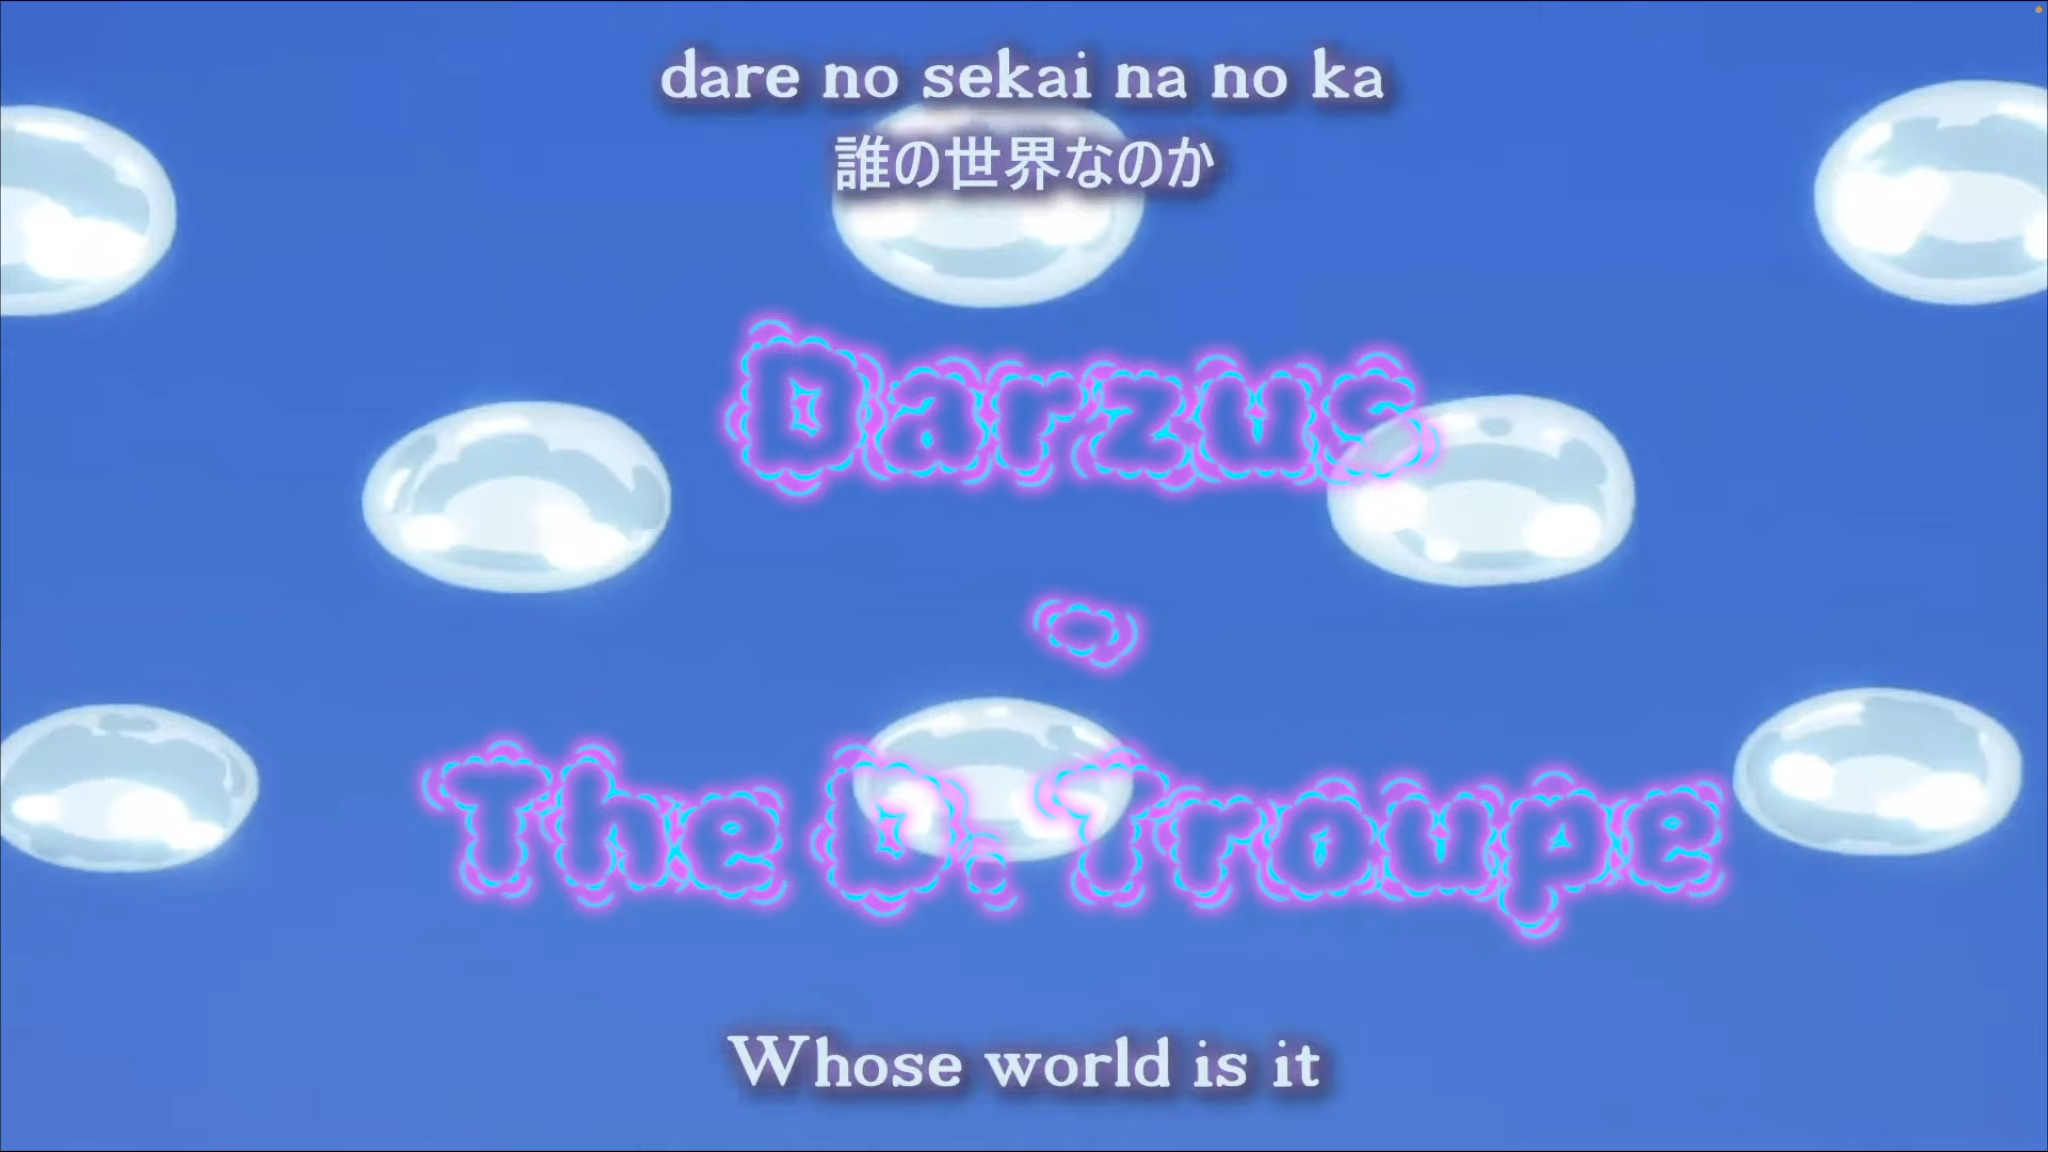 dare no sekai na no ka
誰の世界なのか
Darzus
-
The D. Troupe
Whose world is it